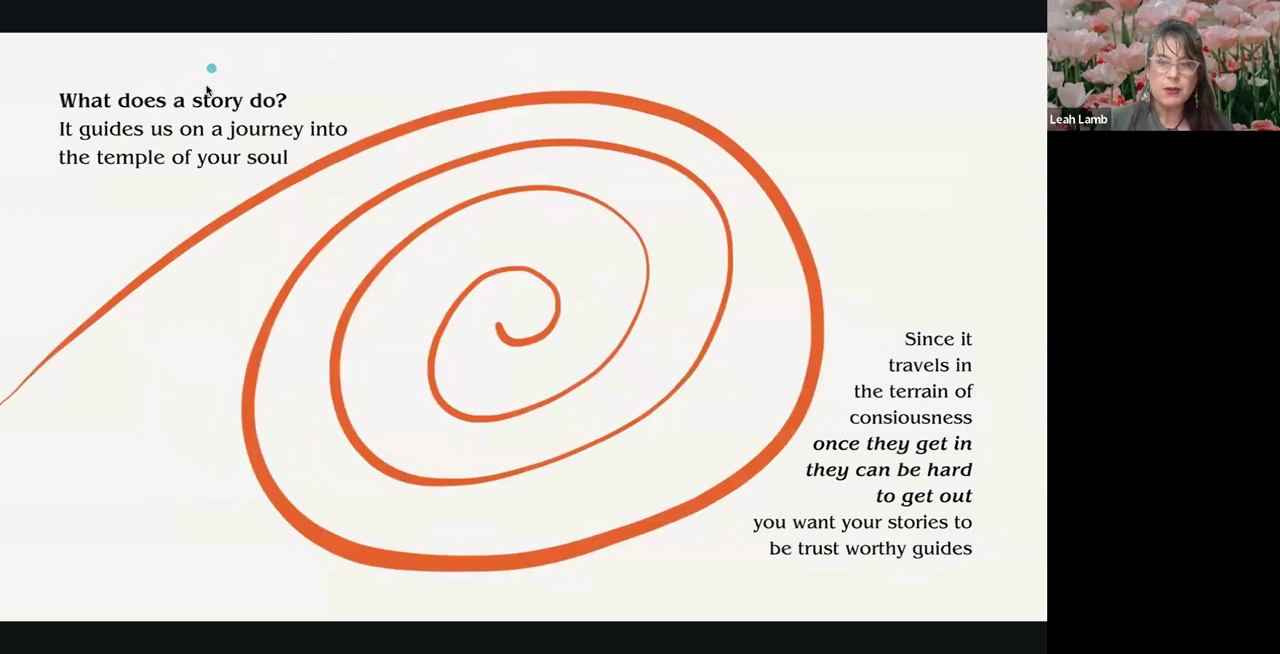 What does a story do?
It guides us on a journey into
the temple of your soul
Since it
travels in
the terrain of
consiousness
once they get in
they can be hard
to get out
you want your stories to
be trust worthy guides
Leah Lamb